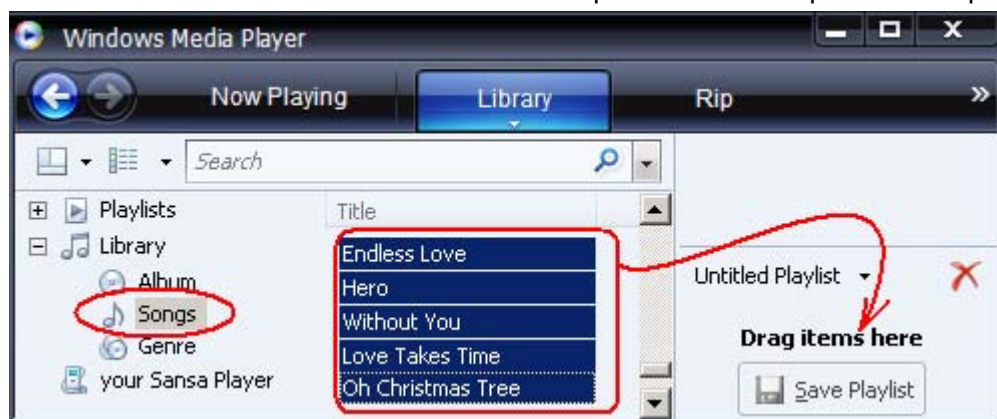 Windows Media Player
Now Playing Library Rip »
Search
Playlists
Library
Album
Songs
Genre
your Sansa Player
Title
Endless Love
Hero
Without You
Love Takes Time
Oh Christmas Tree
Untitled Playlist
Drag items here
Save Playlist